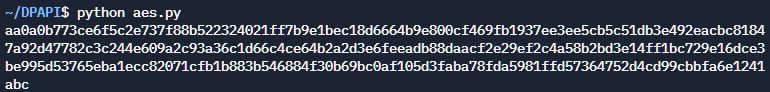 ~/DPAPI$ python aes.py
aa0a0b773ce6f5c2e737f88b522324021ff7b9e1bec18d6664b9e800cf469fb1937ee3ee5cb5c51db3e492eacbc8184
7a92d47782c3c244e609a2c93a36c1d66c4ce64b2a2d3e6feeadb88daacf2e29ef2c4a58b2bd3e14ff1bc729e16dce3
be995d53765eba1ecc82071cfb1b883b546884f30b69bc0af105d3faba78fda5981ffd57364752d4cd99cbbfa6e1241
abc